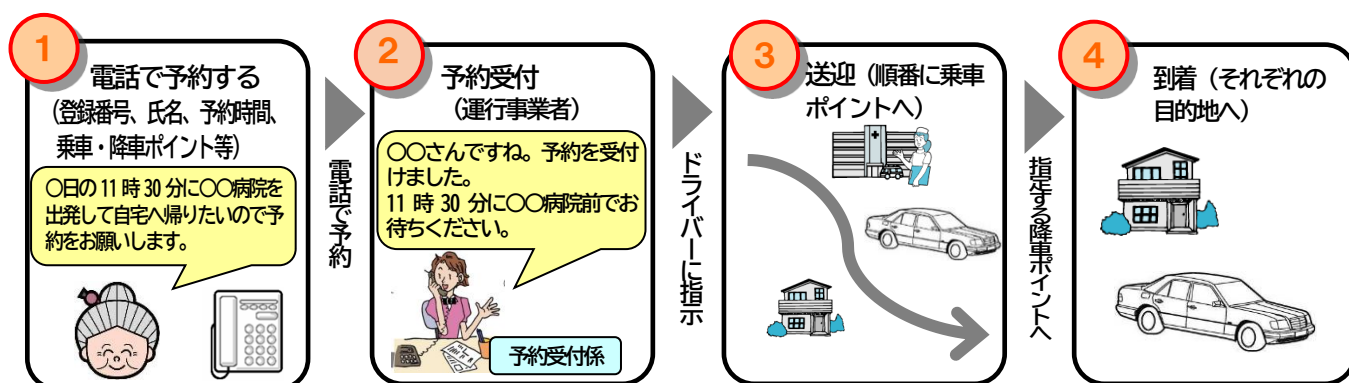 1
電話で予約する
(登録番号、氏名、予約時間、
乗車・降車ポイント等)
〇日の11時30分に〇〇病院を
出発して自宅へ帰りたいので予
約をお願いします。
電話で予約
2
予約受付
(運行事業者)
〇〇さんですね。予約を受付
けました。
11時30分に〇〇病院前でお
待ちください。
予約受付係
ドライバーに指示
3
送迎(順番に乗車
ポイントへ)
指定する降車ポイントへ
4
到着(それぞれの
目的地へ)